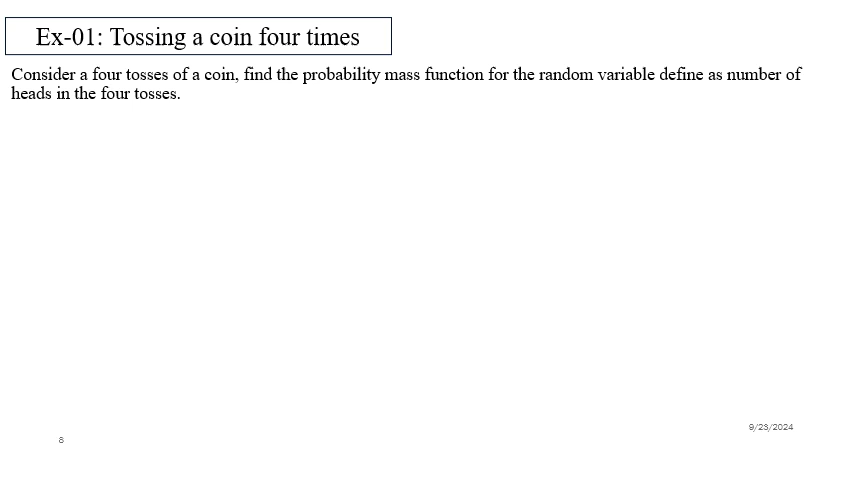 Ex-01: Tossing a coin four times
Consider a four tosses of a coin, find the probability mass function for the random variable define as number of
heads in the four tosses.
9/23/2024
8